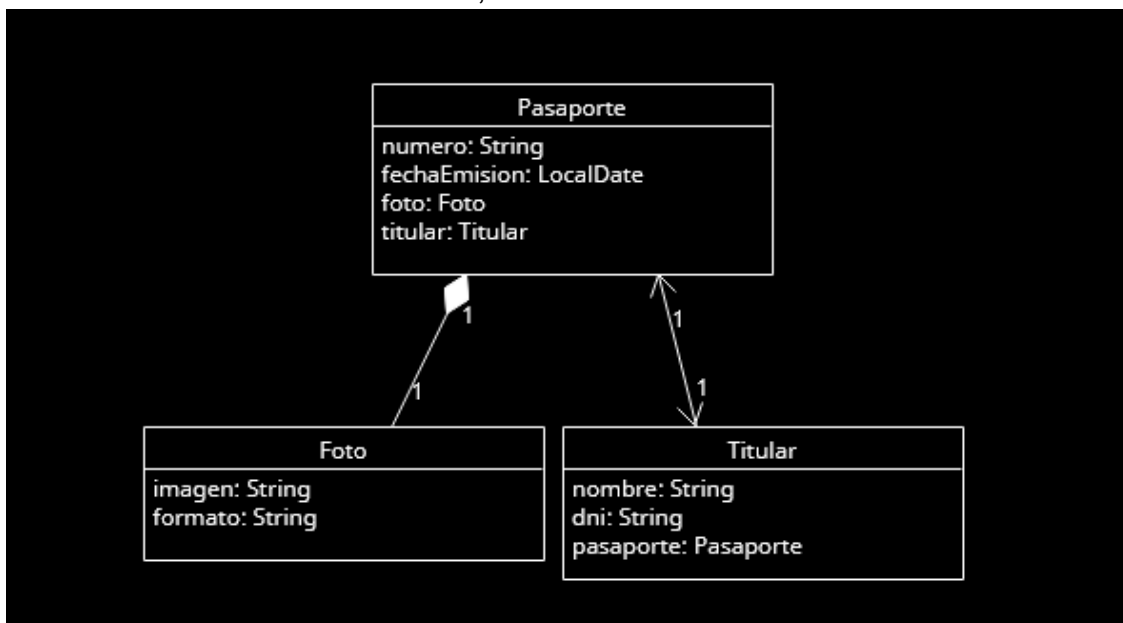 Pasaporte
numero: String
fechaEmision: LocalDate
foto: Foto
titular: Titular
1
1
1
1
Foto
imagen: String
formato: String
Titular
nombre: String
dni: String
pasaporte: Pasaporte